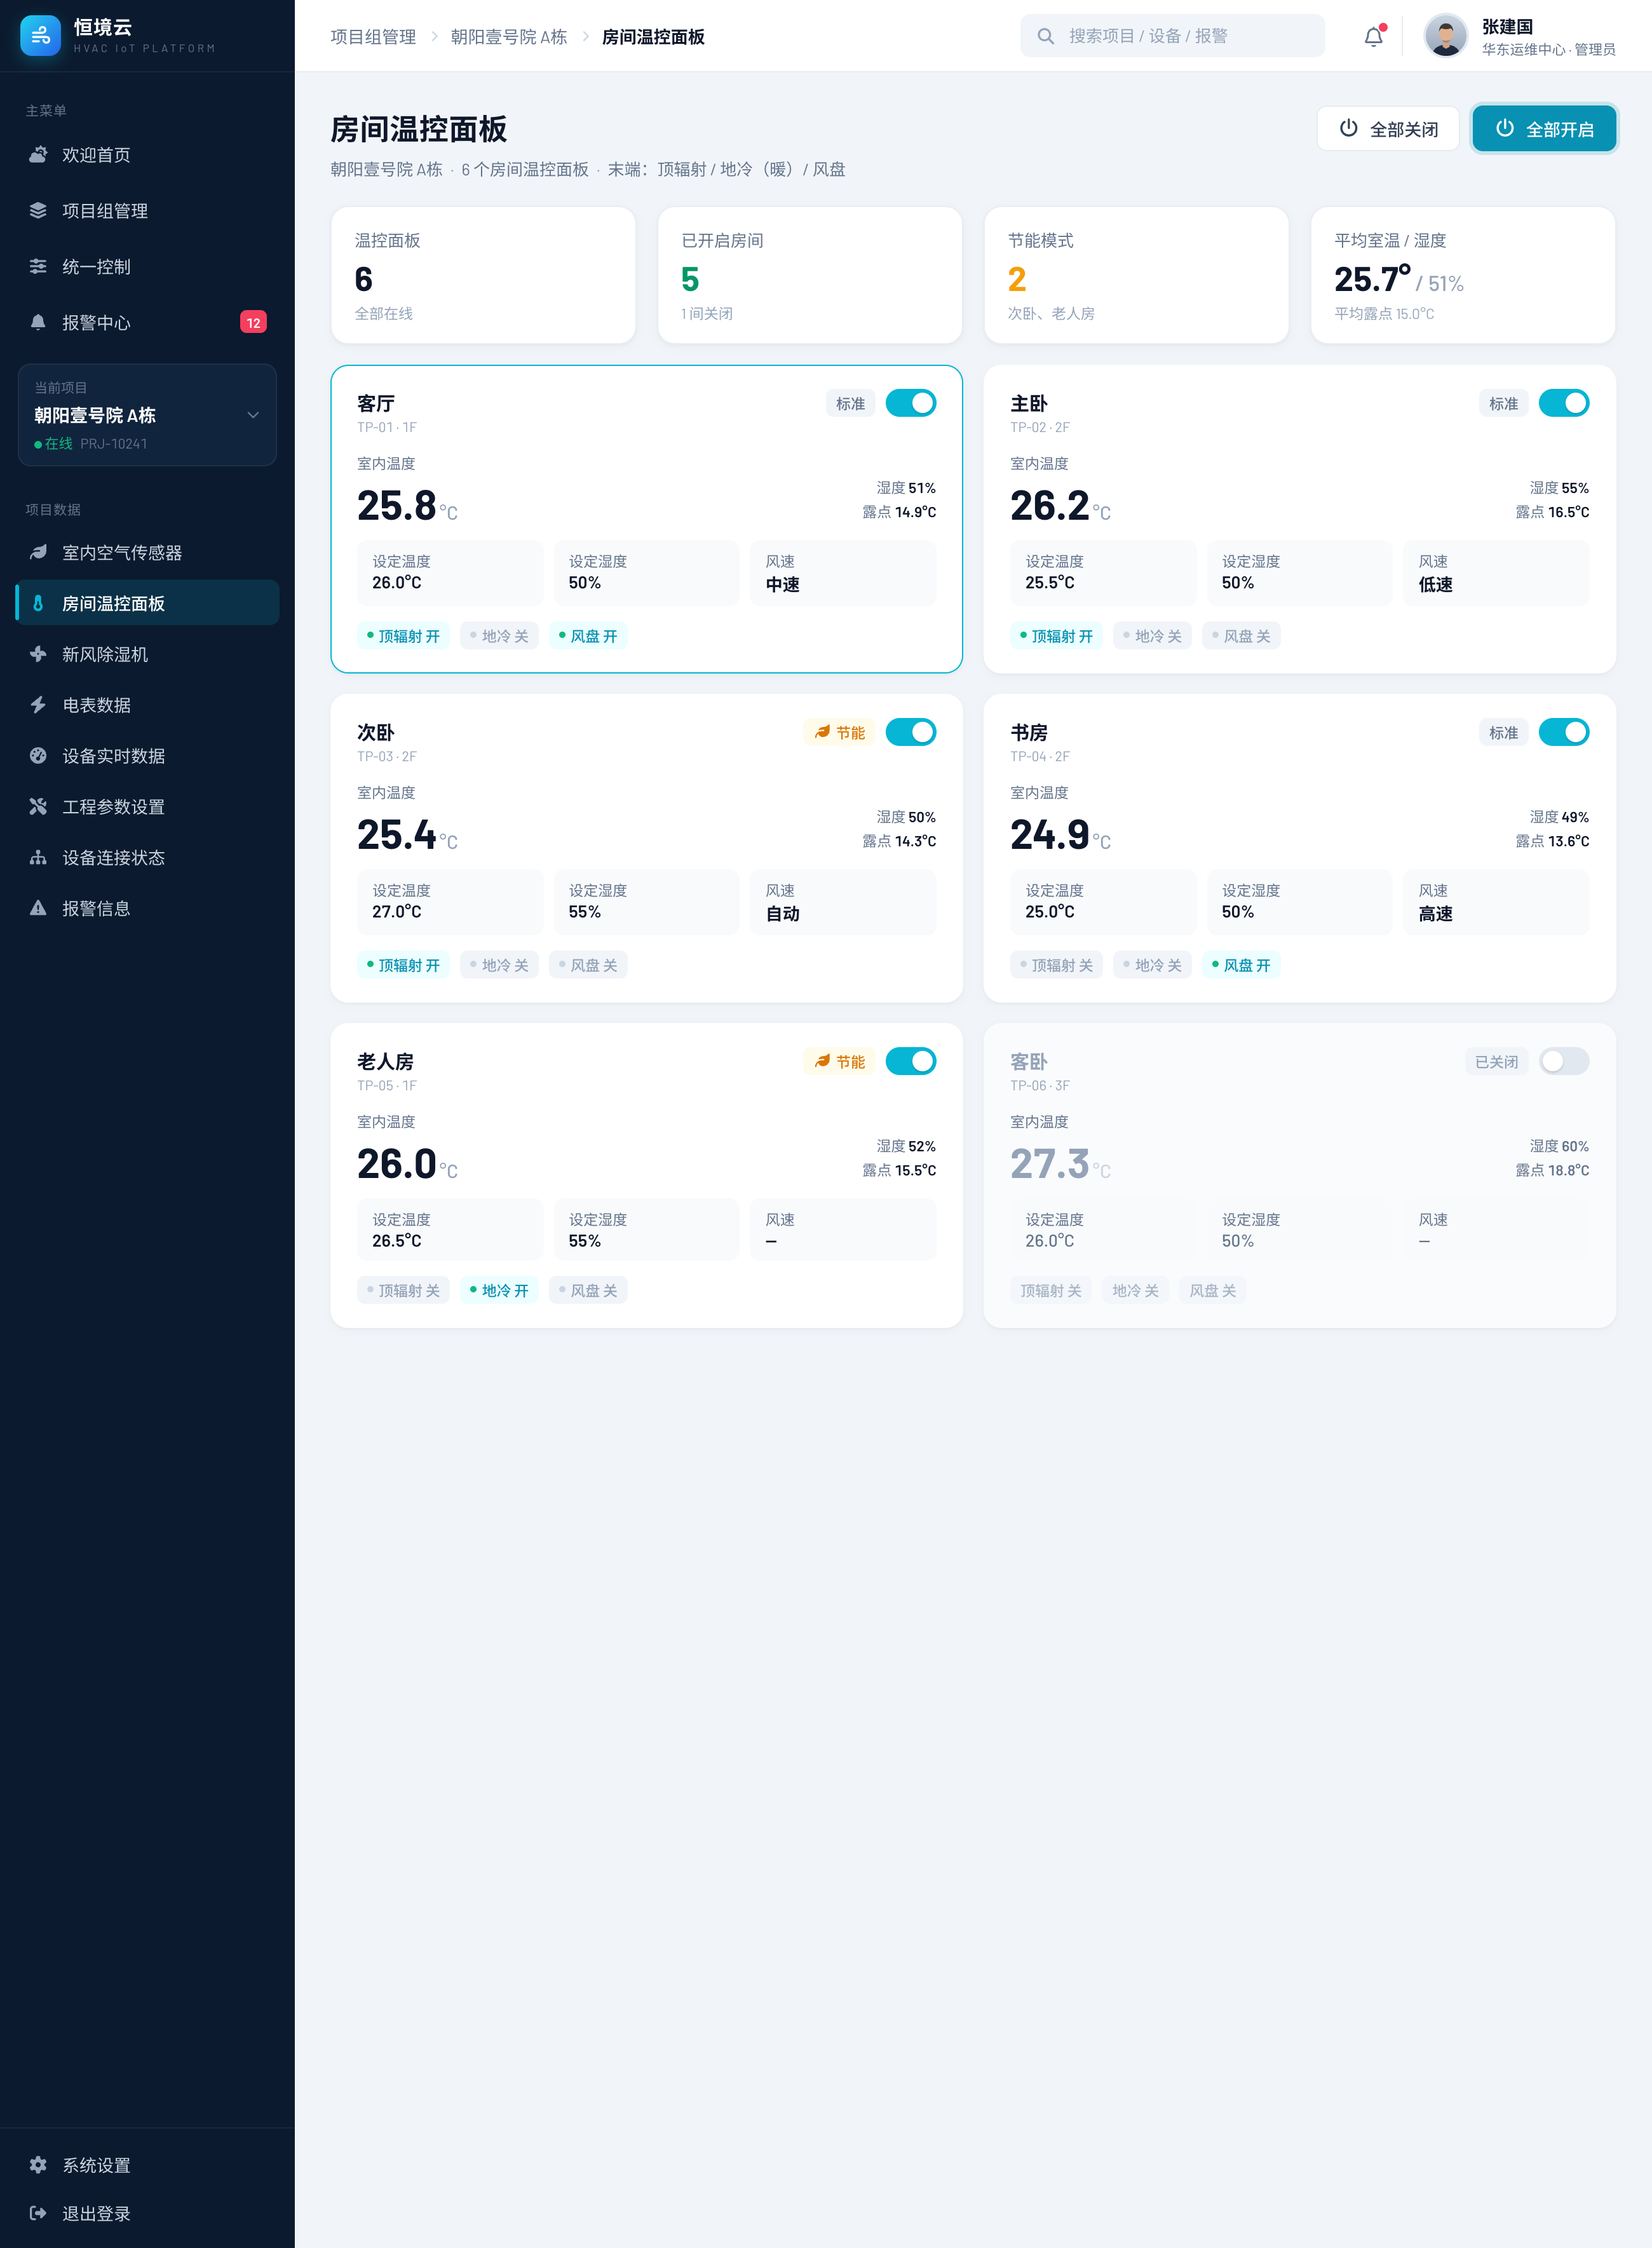 恒境云
HVAC IoT PLATFORM
主菜单
欢迎首页
项目组管理
统一控制
报警中心 12
当前项目
朝阳壹号院 A栋
在线 PRJ-10241
项目数据
室内空气传感器
房间温控面板
新风除湿机
电表数据
设备实时数据
工程参数设置
设备连接状态
报警信息
系统设置
退出登录
项目组管理 朝阳壹号院 A栋 房间温控面板
搜索项目 / 设备 / 报警
张建国
华东运维中心 · 管理员
房间温控面板
朝阳壹号院 A栋 · 6 个房间温控面板 · 末端：顶辐射 / 地冷（暖）/ 风盘
全部关闭
全部开启
温控面板
6
全部在线
已开启房间
5
1 间关闭
节能模式
2
次卧、老人房
平均室温 / 湿度
25.7° / 51%
平均露点 15.0°C
客厅
TP-01 · 1F
标准
室内温度
25.8°C
湿度 51%
露点 14.9°C
设定温度
26.0°C
设定湿度
50%
风速
中速
顶辐射 开
地冷 关
风盘 开
主卧
TP-02 · 2F
标准
室内温度
26.2°C
湿度 55%
露点 16.5°C
设定温度
25.5°C
设定湿度
50%
风速
低速
顶辐射 开
地冷 关
风盘 关
次卧
TP-03 · 2F
节能
室内温度
25.4°C
湿度 50%
露点 14.3°C
设定温度
27.0°C
设定湿度
55%
风速
自动
顶辐射 开
地冷 关
风盘 关
书房
TP-04 · 2F
标准
室内温度
24.9°C
湿度 49%
露点 13.6°C
设定温度
25.0°C
设定湿度
50%
风速
高速
顶辐射 关
地冷 关
风盘 开
老人房
TP-05 · 1F
节能
室内温度
26.0°C
湿度 52%
露点 15.5°C
设定温度
26.5°C
设定湿度
55%
风速
—
顶辐射 关
地冷 开
风盘 关
客卧
TP-06 · 3F
已关闭
室内温度
27.3°C
湿度 60%
露点 18.8°C
设定温度
26.0°C
设定湿度
50%
风速
—
顶辐射 关
地冷 关
风盘 关